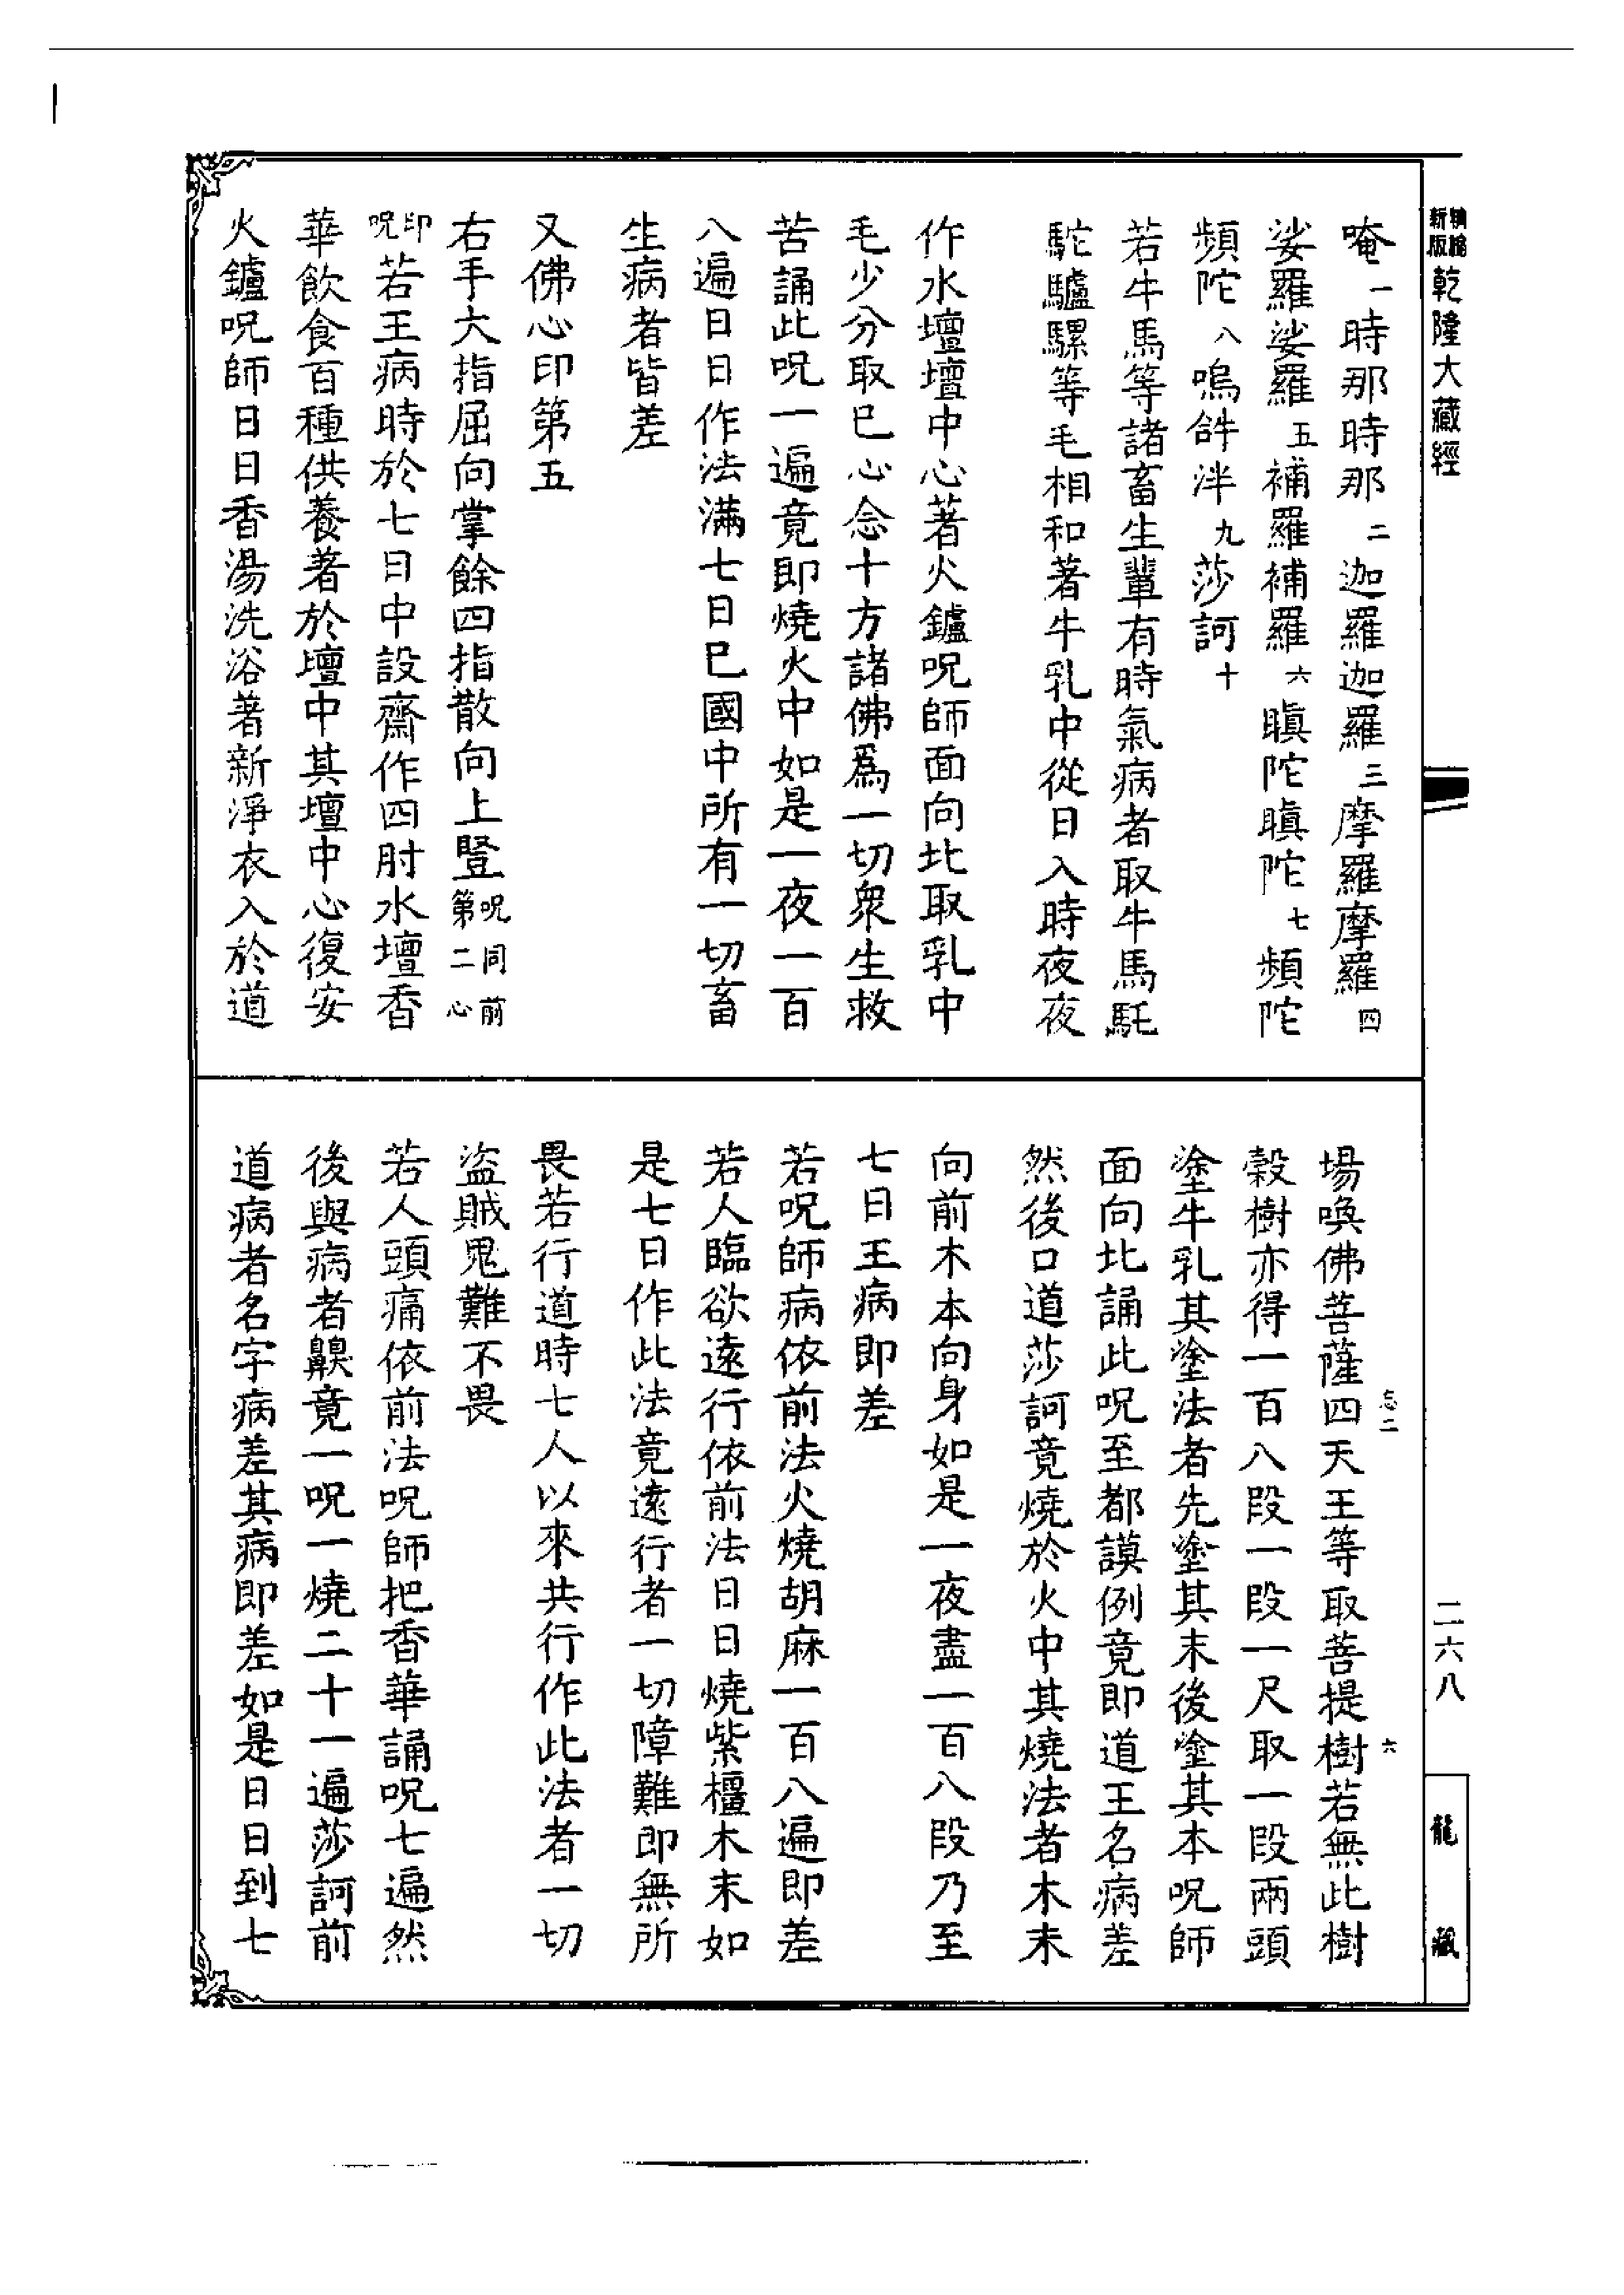 新版
乾隆大藏經
唵一時那時那二迦羅迦羅三摩羅摩羅四
娑羅娑羅五補羅補羅六瞋陀瞋陀七頻陀
頻陀八嗚𤙖泮九莎訶十
若牛馬等諸畜生輩有時氣病者取牛馬馲
駝驢騾等毛相和著牛乳中從日入時夜夜
作水壇壇中心著火鑪呪師面向北取乳中
毛少分取已心念十方諸佛爲一切衆生救
苦誦此呪一遍竟即燒火中如是一夜一百
八遍日日作法滿七日已國中所有一切畜
生病者皆差
又佛心印第五
右手大指屈向掌餘四指散向上豎呪同前第二心
印呪若王病時於七日中設齋作四肘水壇香
華飲食百種供養著於壇中其壇中心復安
火鑪呪師日日香湯洗浴著新淨衣入於道
場喚佛菩薩四天王等取菩提樹若無此樹
穀樹亦得一百八段一段一尺取一段兩頭
塗牛乳其塗法者先塗其末後塗其本呪師
面向北誦此呪至都謨例竟即道王名病差
然後口道莎訶竟燒於火中其燒法者木末
向前木本向身如是一夜盡一百八段乃至
七日王病即差
若呪師病依前法火燒胡麻一百八遍即差
若人臨欲遠行依前法日日燒紫橿木末如
是七日作此法竟遠行者一切障難即無所
畏若行道時七人以來共行作此法者一切
盜賊鬼難不畏
若人頭痛依前法呪師把香華誦呪七遍然
後與病者齅竟一呪一燒二十一遍莎訶前
道病者名字病差其病即差如是日日到七
二六八
龍藏